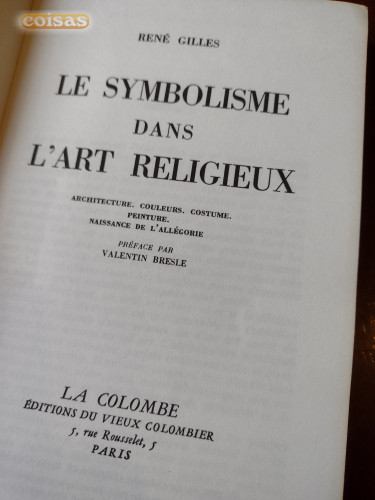 coisas
RENÉ GILLES
LE SYMBOLISME
DANS
L'ART RELIGIEUX
ARCHITECTURE. COULEURS. COSTUME.
PEINTURE.
NAISSANCE DE L'ALLÉGORIE
PRÉFACE PAR
VALENTIN BRESLE
LA COLOMBE
ÉDITIONS DU VIEUX COLOMBIER
5, rue Rousselet, 5
PARIS